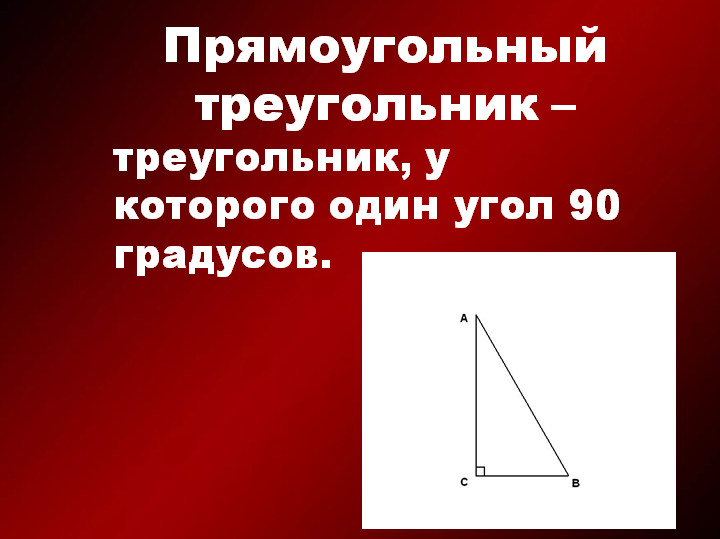 Прямоугольный
треугольник –
треугольник, у
которого один угол 90
градусов.
A
C
B